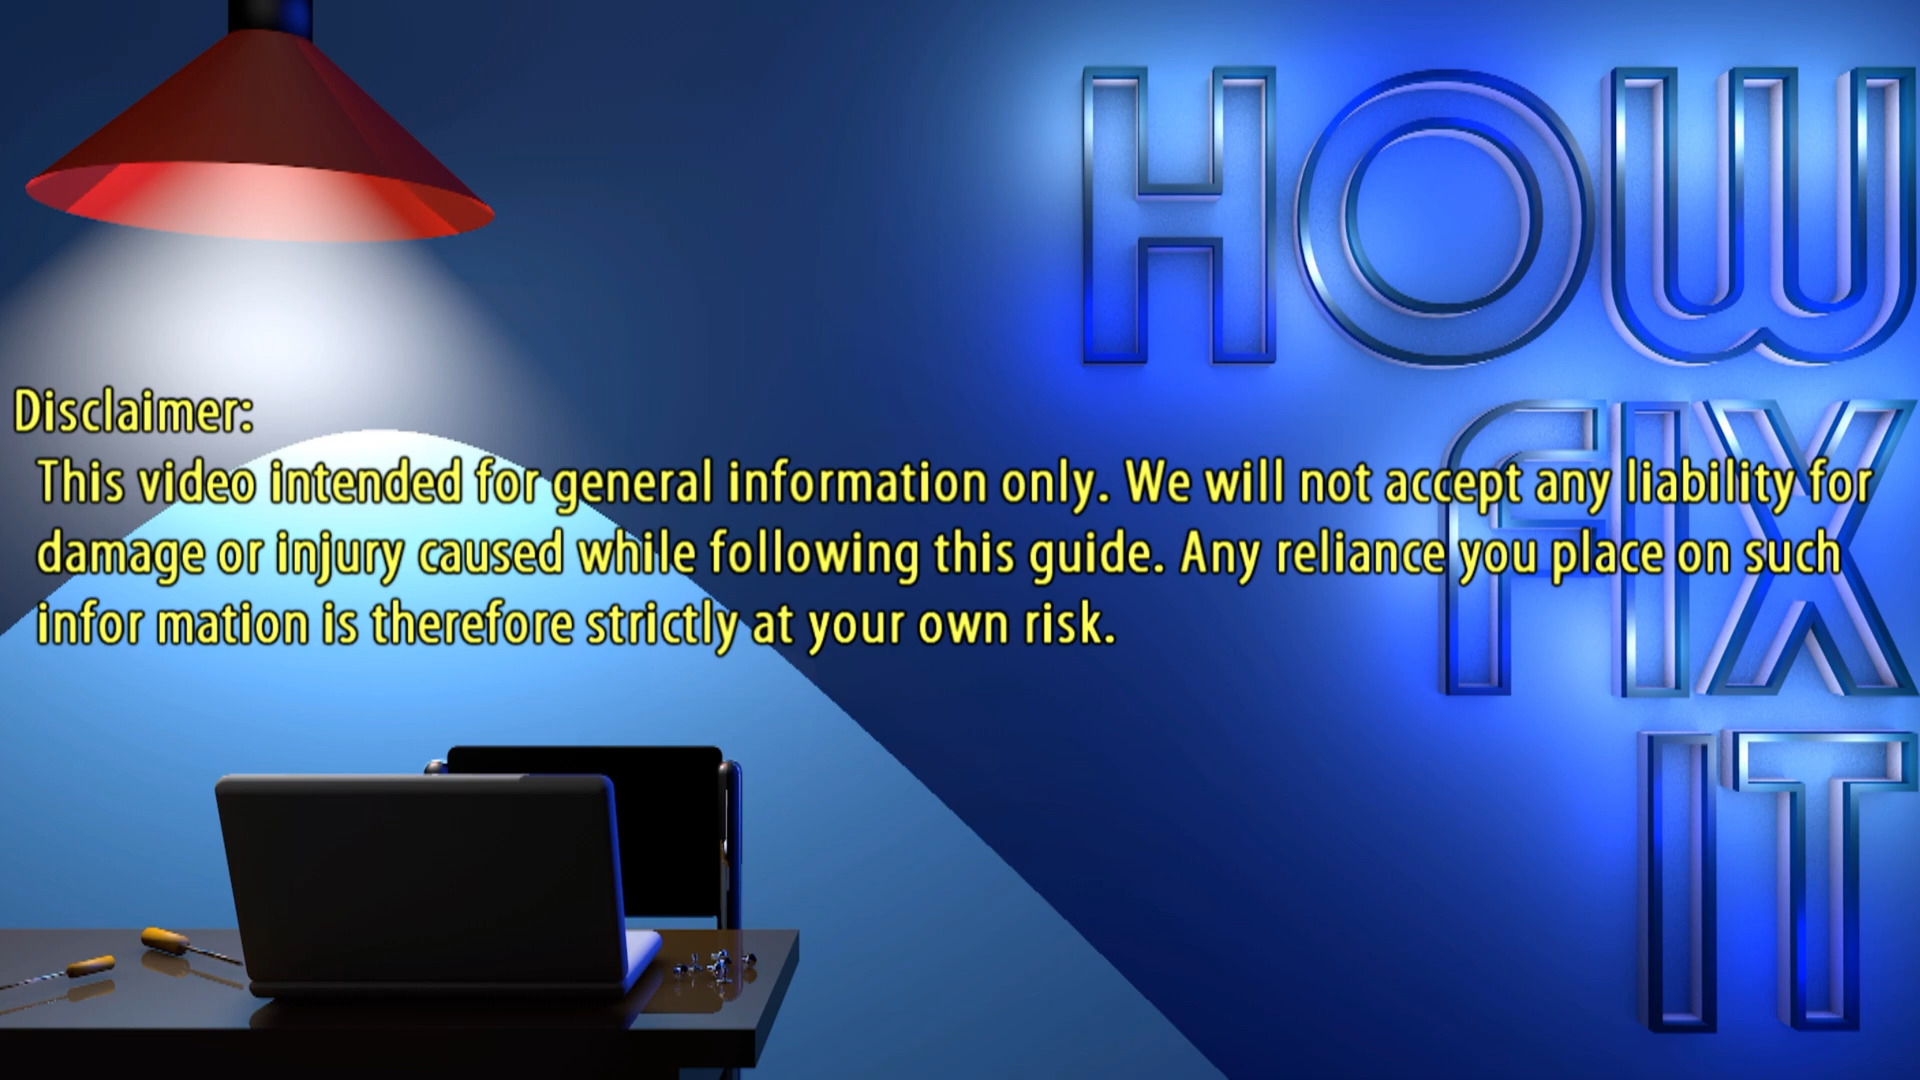 HOW
FIX
IT
Disclaimer:
This video intended for general information only. We will not accept any liability for
damage or injury caused while following this guide. Any reliance you place on such
infor mation is therefore strictly at your own risk.